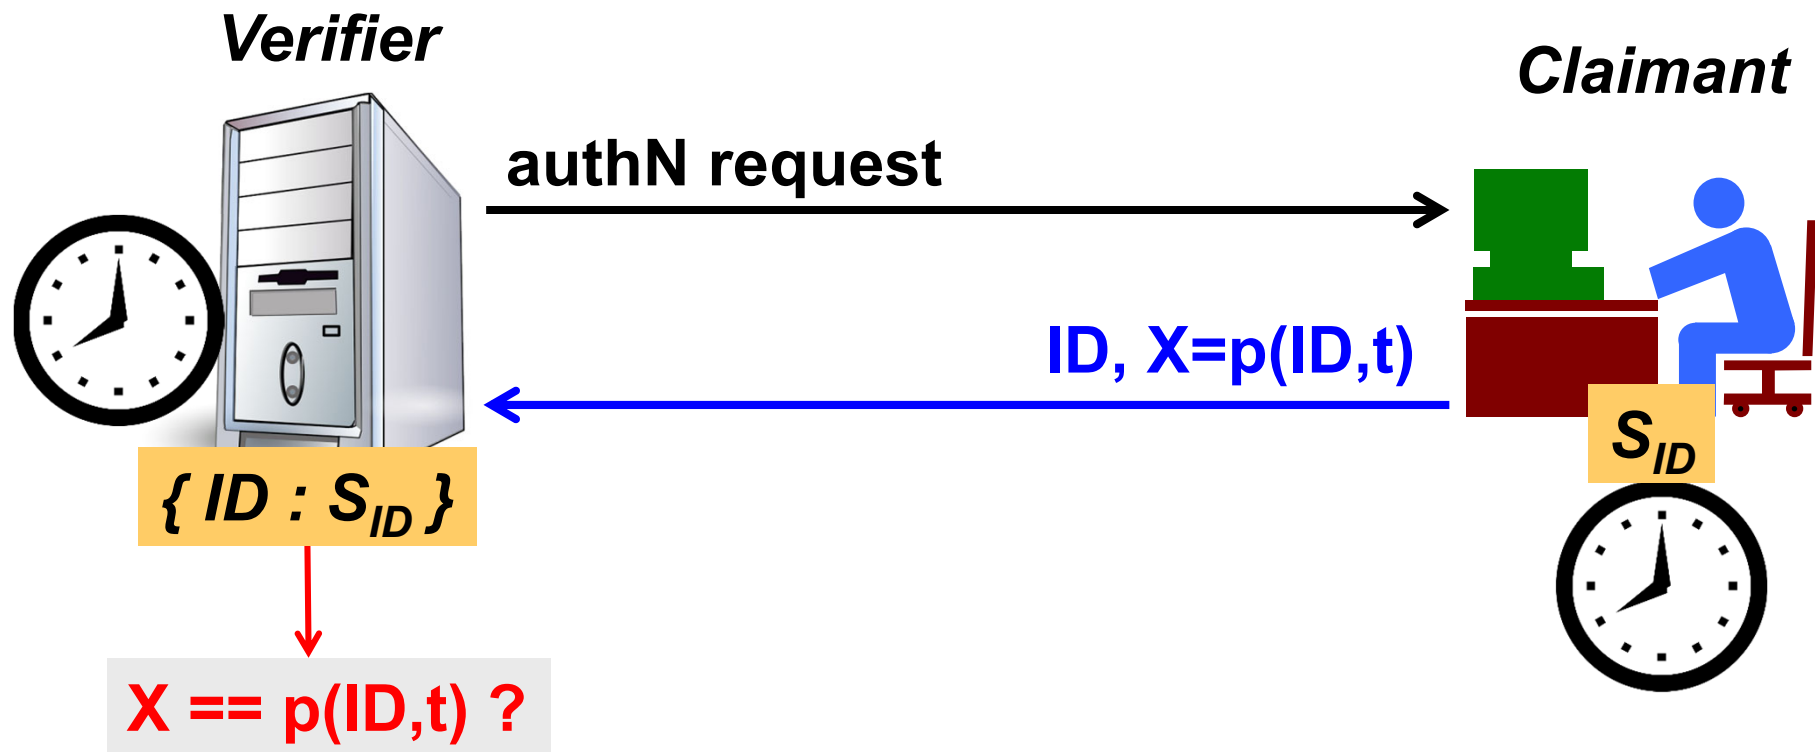 Verifier
Claimant
authN request
ID, X=p(ID,t)
S_ID
{ ID : S_ID }
X == p(ID,t) ?